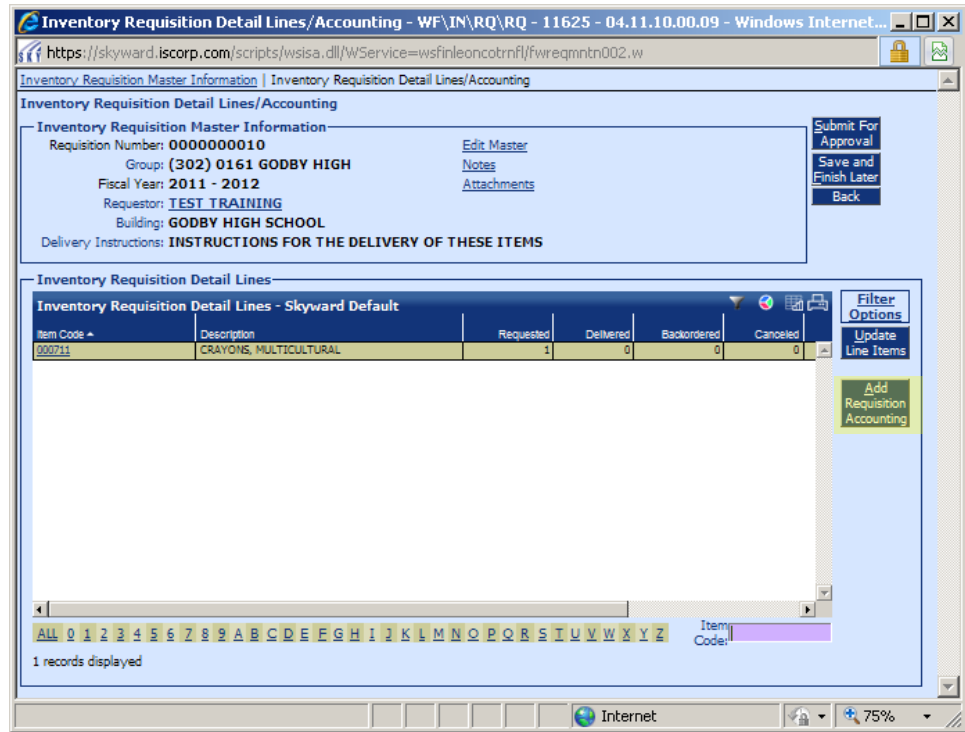 Inventory Requisition Detail Lines/Accounting - WF\IN\RQ\RQ - 11625 - 04.11.10.00.09 - Windows Internet...
https://skyward.iscorp.com/scripts/wsisa.dll/WService=wsfinleoncotrnfl/fwreqmntn002.w
Inventory Requisition Master Information | Inventory Requisition Detail Lines/Accounting
Inventory Requisition Detail Lines/Accounting
Inventory Requisition Master Information
Requisition Number: 0000000010 Edit Master
Group: (302) 0161 GODBY HIGH Notes
Fiscal Year: 2011 - 2012 Attachments
Requestor: TEST TRAINING
Building: GODBY HIGH SCHOOL
Delivery Instructions: INSTRUCTIONS FOR THE DELIVERY OF THESE ITEMS
Submit For
Approval
Save and
Finish Later
Back
Inventory Requisition Detail Lines
Inventory Requisition Detail Lines - Skyward Default
Item Code Description Requested Delivered Backordered Canceled
000711 CRAYONS, MULTICULTURAL 1 0 0 0
Filter
Options
Update
Line Items
Add
Requisition
Accounting
ALL 0 1 2 3 4 5 6 7 8 9 A B C D E F G H I J K L M N O P Q R S T U V W X Y Z
Item
Code:
1 records displayed
Internet 75%